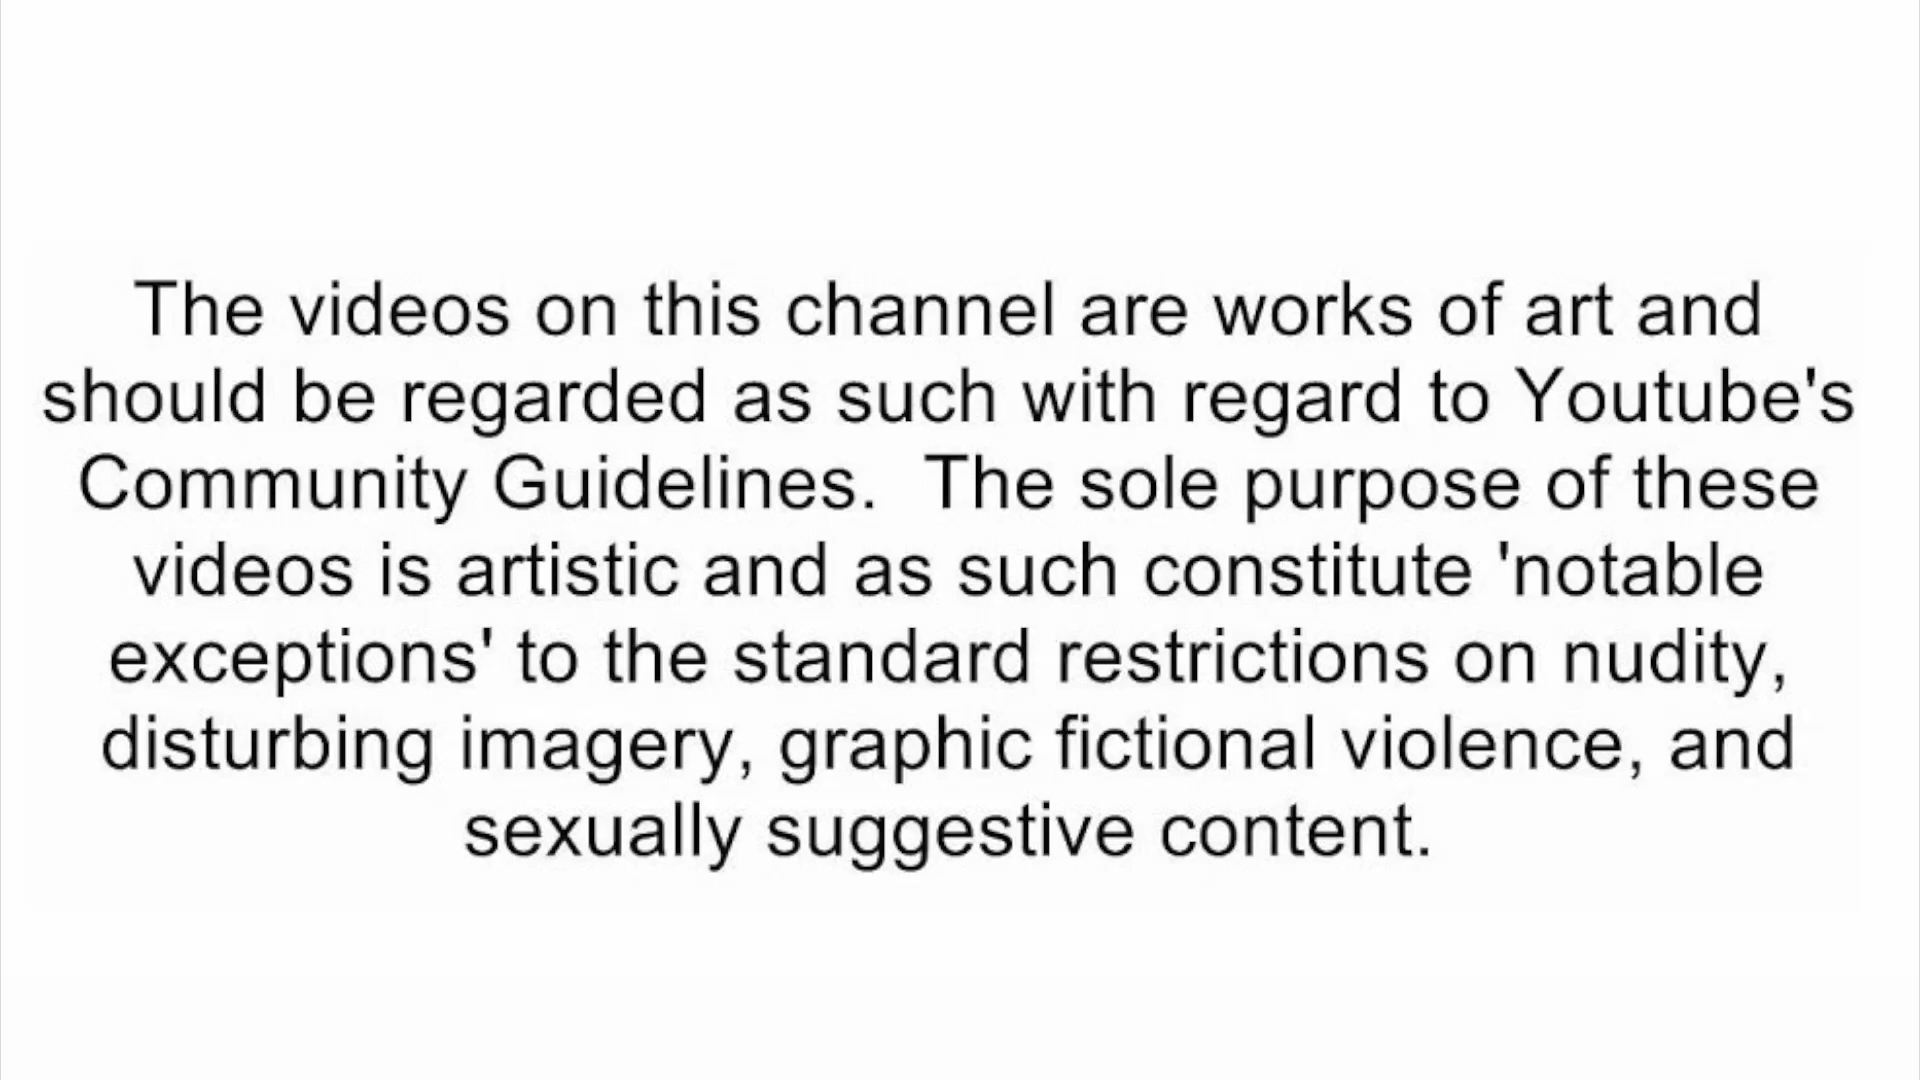 The videos on this channel are works of art and
should be regarded as such with regard to Youtube's
Community Guidelines.  The sole purpose of these
videos is artistic and as such constitute 'notable
exceptions' to the standard restrictions on nudity,
disturbing imagery, graphic fictional violence, and
sexually suggestive content.